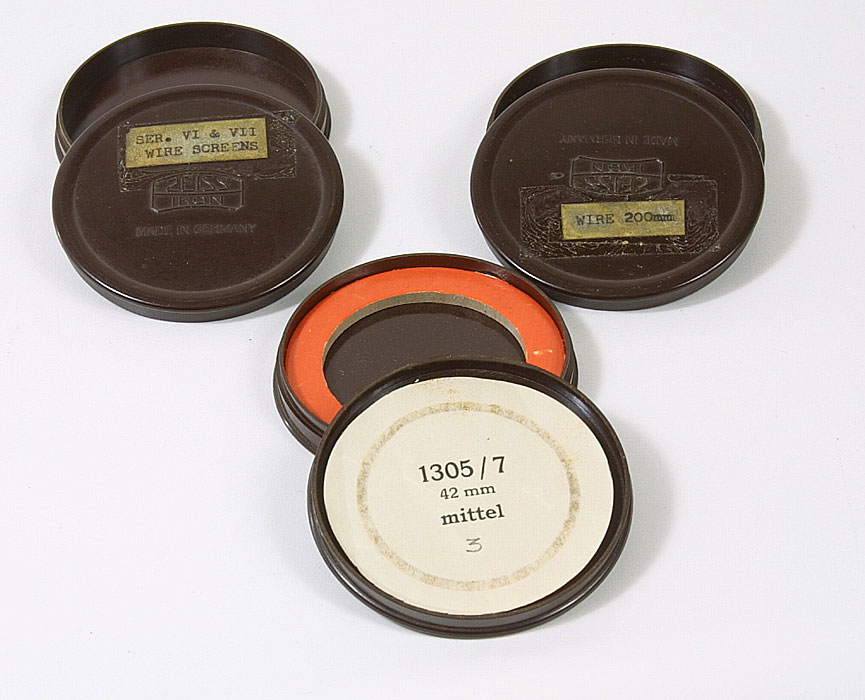 SER. VI & VII
WIRE SCREENS
ZEISS
IKON
MADE IN GERMANY
MADE IN GERMANY
IKON
ZEISS
WIRE 200mm
1305/7
42 mm
mittel
3